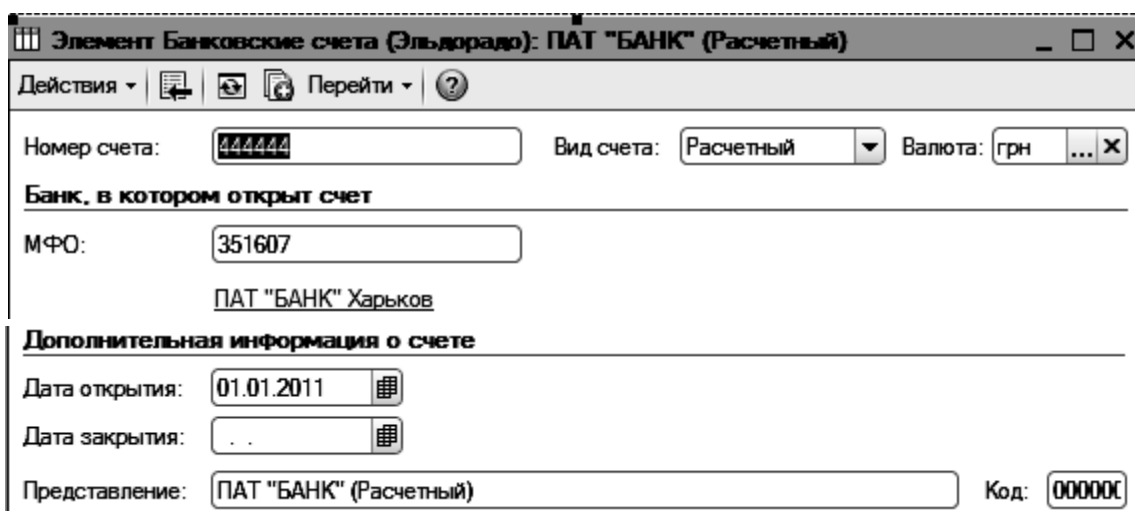 Элемент Банковские счета (Эльдорадо): ПАТ "БАНК" (Расчетный)
Действия Перейти ?
Номер счета: 444444 Вид счета: Расчетный Валюта: грн ...
Банк, в котором открыт счет
МФО: 351607
ПАТ "БАНК" Харьков
Дополнительная информация о счете
Дата открытия: 01.01.2011
Дата закрытия: . .
Представление: ПАТ "БАНК" (Расчетный) Код: 00000